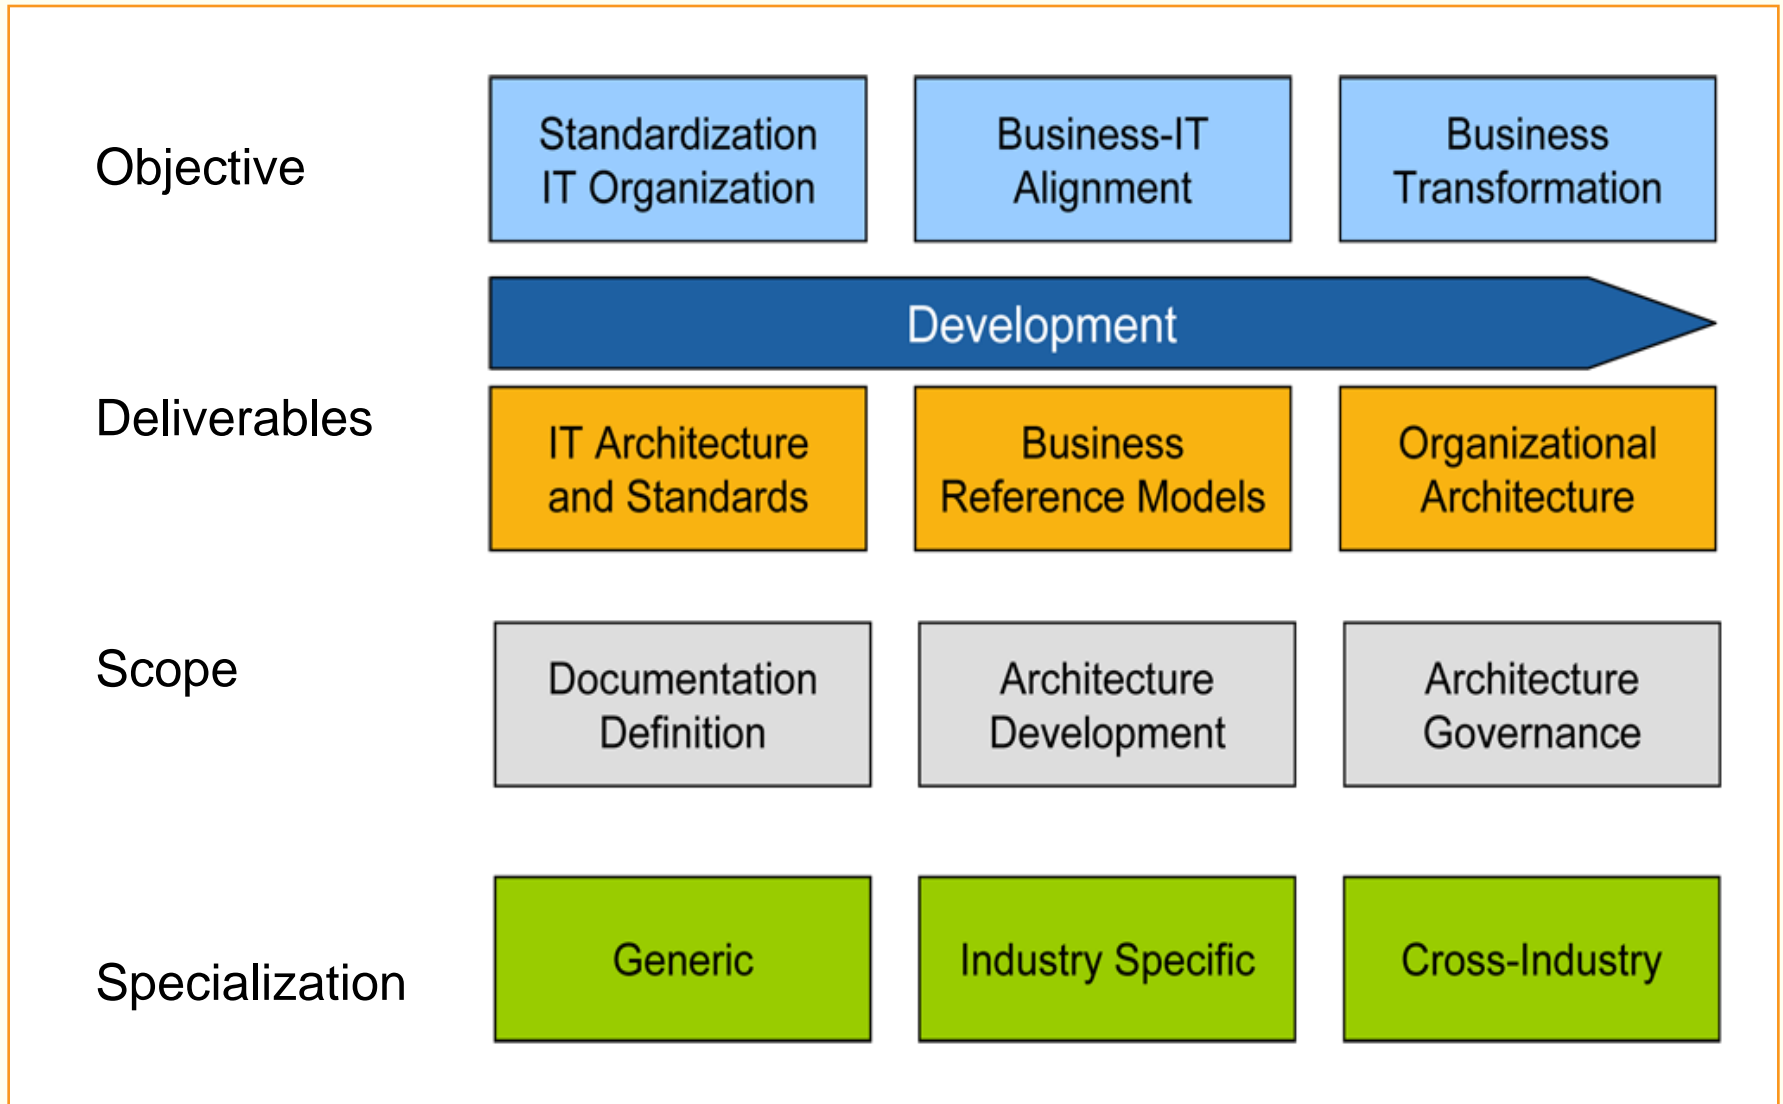 Objective
Standardization
IT Organization
Business-IT
Alignment
Business
Transformation
Development
Deliverables
IT Architecture
and Standards
Business
Reference Models
Organizational
Architecture
Scope
Documentation
Definition
Architecture
Development
Architecture
Governance
Specialization
Generic
Industry Specific
Cross-Industry